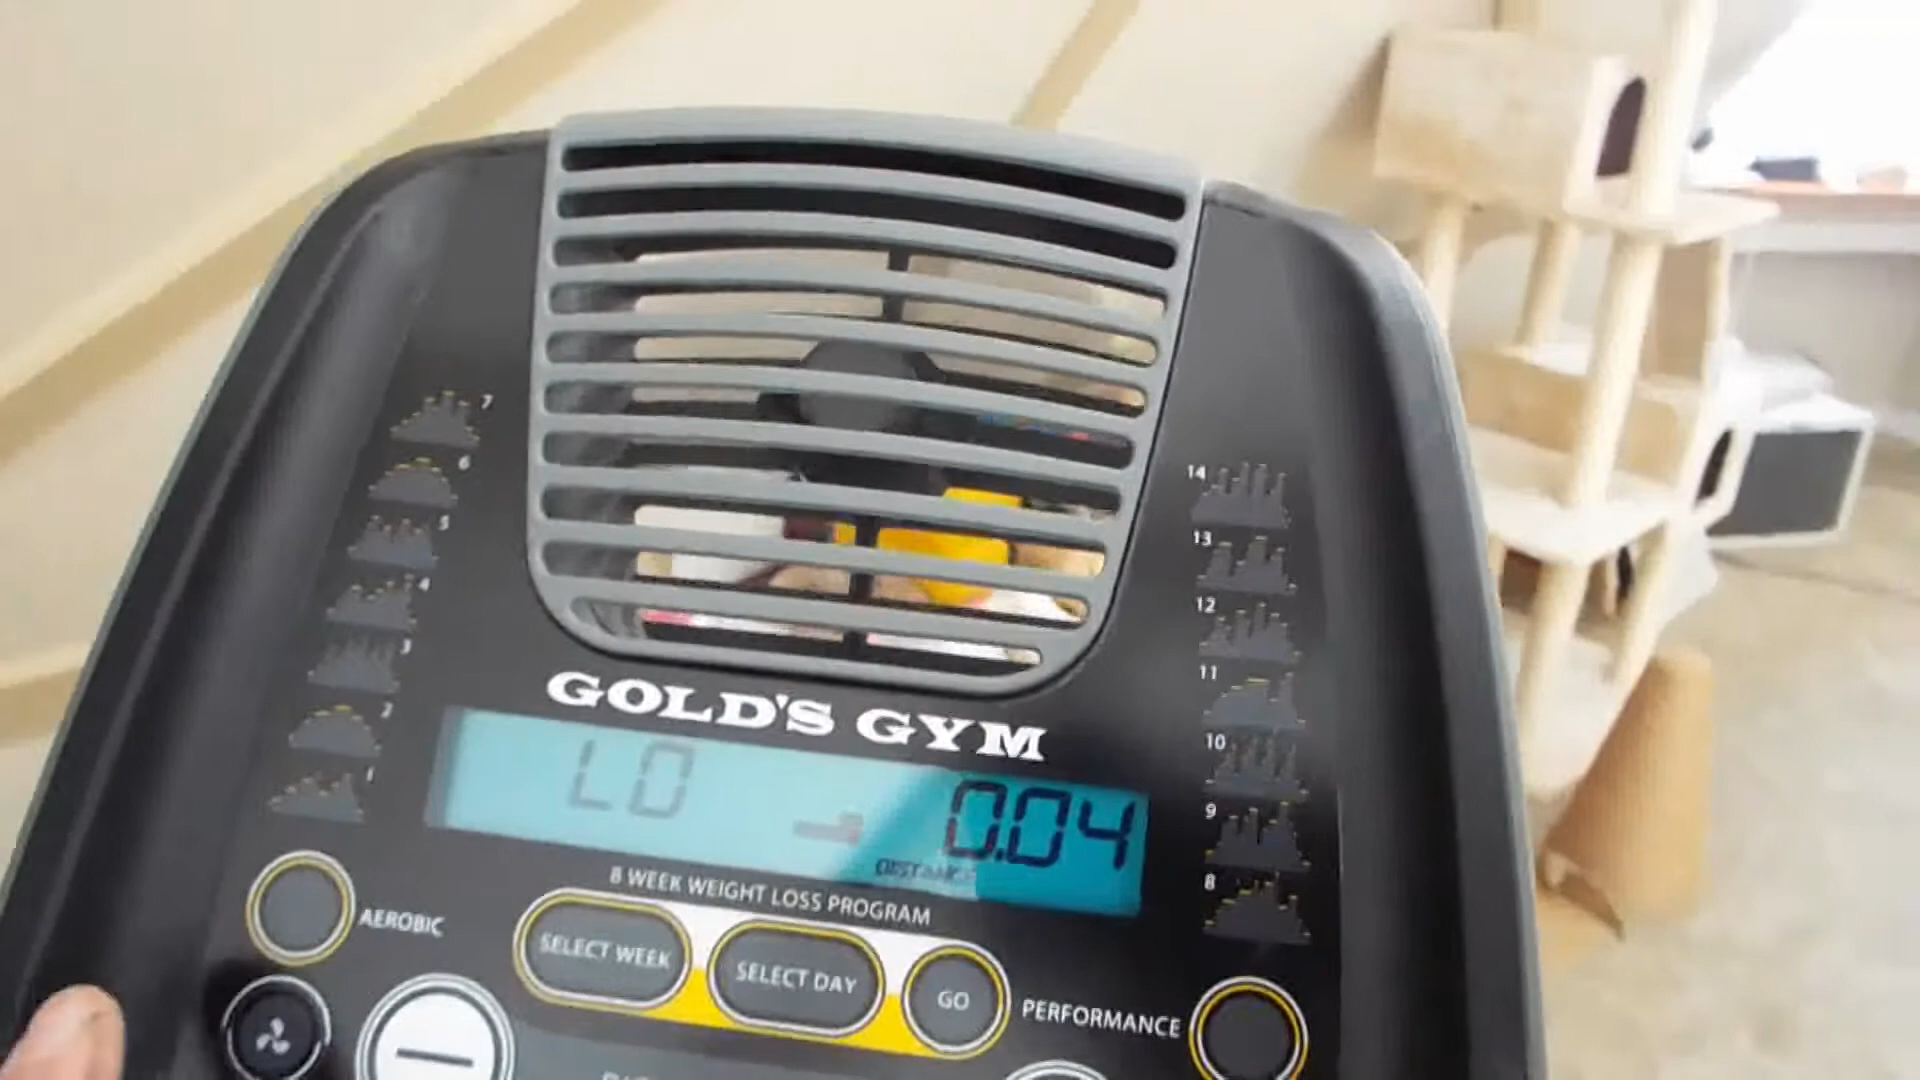 7
6
5
4
3
2
1
14
13
12
11
10
9
8
GOLD'S GYM
LO 0.04
DISTANCE
8 WEEK WEIGHT LOSS PROGRAM
AEROBIC
SELECT WEEK
SELECT DAY
GO
PERFORMANCE